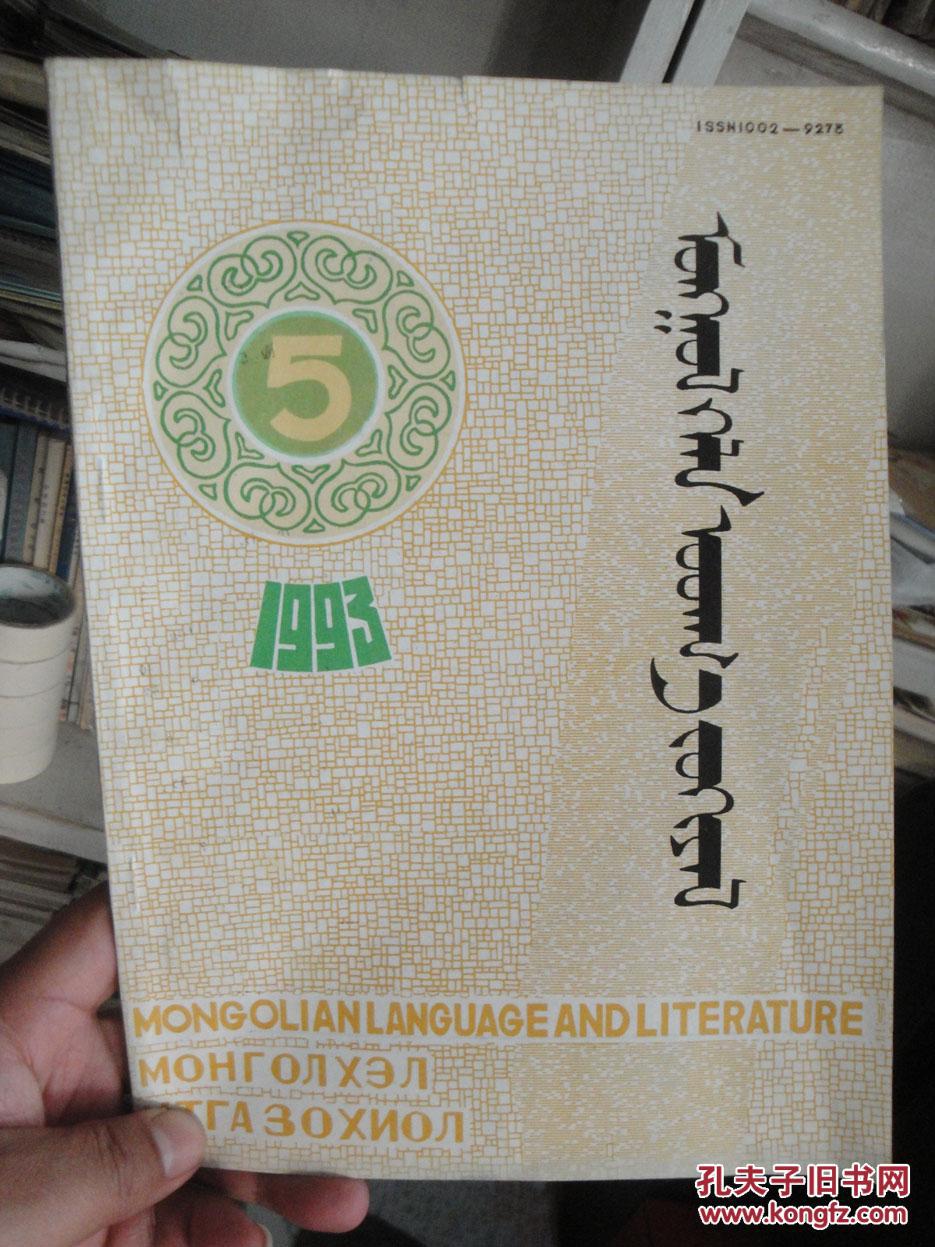 ISSN1002—9278
5
1993
ᠮᠣᠩᠭᠣᠯ ᠬᠡᠯᠡ ᠤᠳᠬ᠎ᠠ ᠵᠣᠬᠢᠶᠠᠯ
MONGOLIAN LANGUAGE AND LITERATURE
МОНГОЛ ХЭЛ
УТГА ЗОХИОЛ
孔夫子旧书网
www.kongfz.com